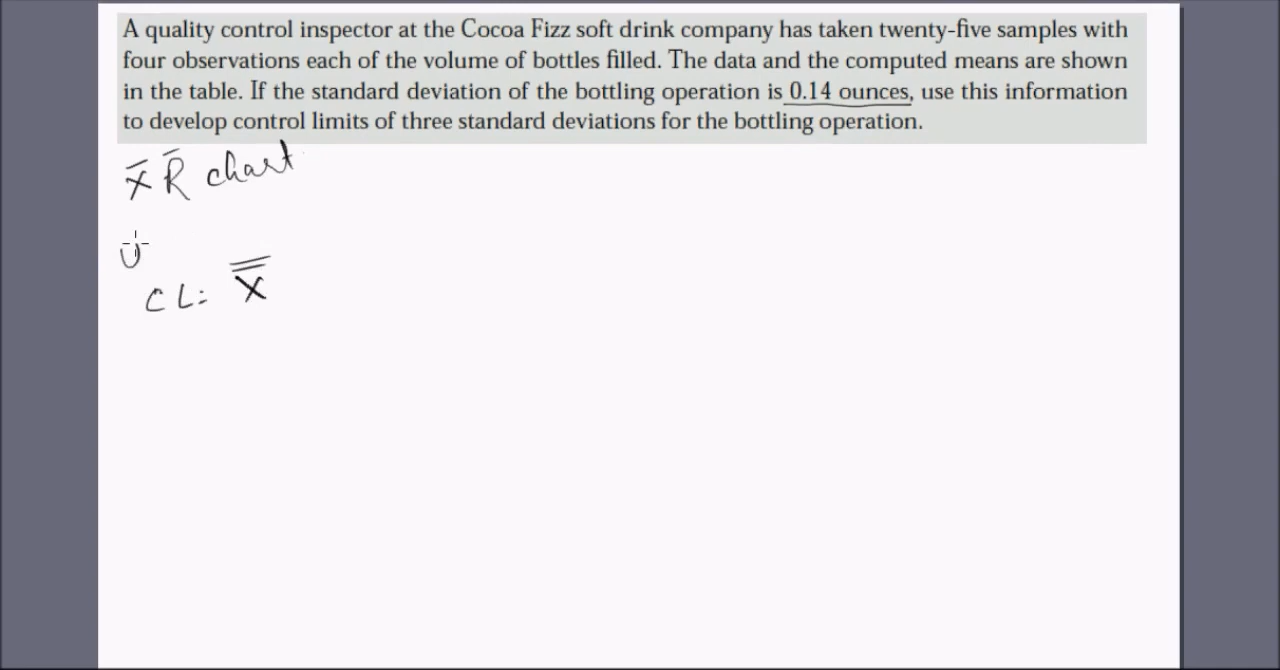 A quality control inspector at the Cocoa Fizz soft drink company has taken twenty-five samples with
four observations each of the volume of bottles filled. The data and the computed means are shown
in the table. If the standard deviation of the bottling operation is 0.14 ounces, use this information
to develop control limits of three standard deviations for the bottling operation.
X̄ R̄ chart
U
CL: X̿